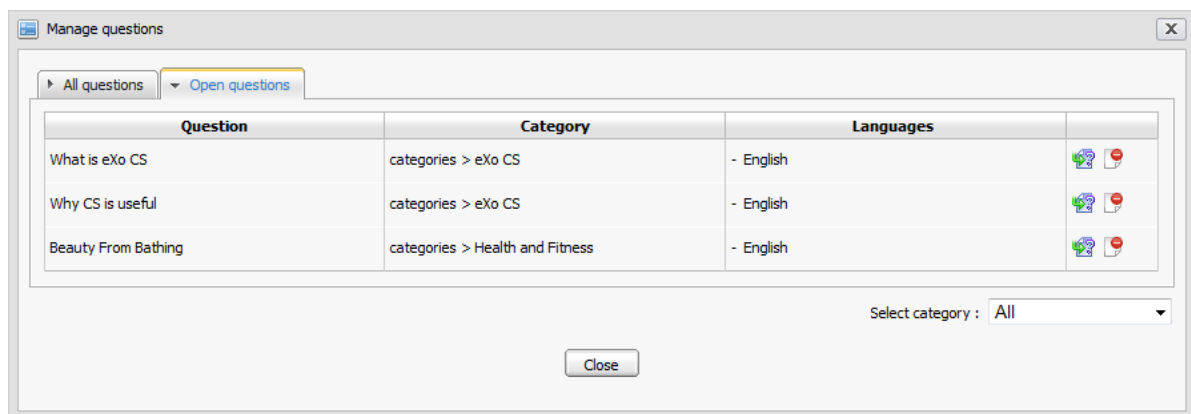 Manage questions
X
All questions Open questions
Question Category Languages
What is eXo CS categories > eXo CS - English
Why CS is useful categories > eXo CS - English
Beauty From Bathing categories > Health and Fitness - English
Select category : All
Close